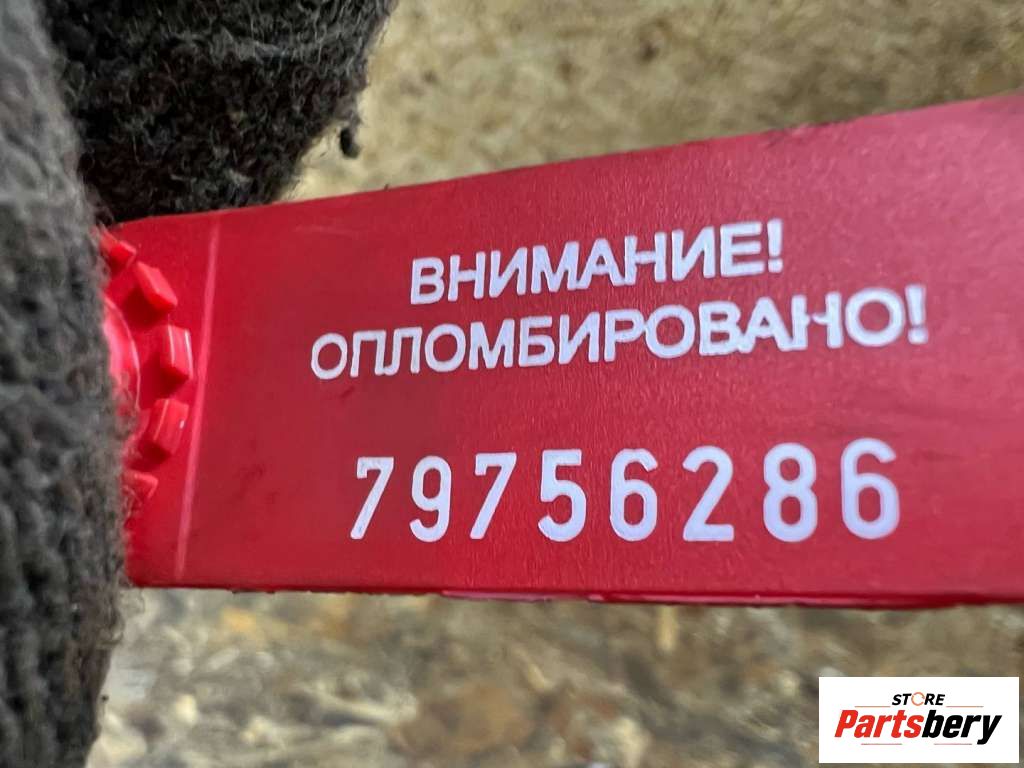 ВНИМАНИЕ!
ОПЛОМБИРОВАНО!
79756286
STORE
Partsbery